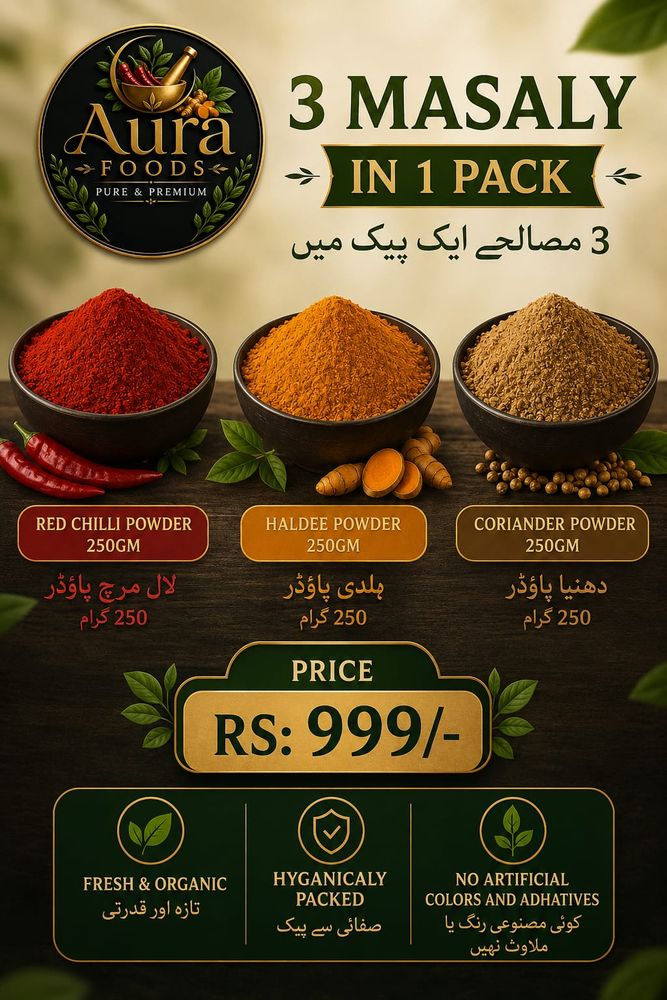 Aura
FOODS
PURE & PREMIUM
3 MASALY
IN 1 PACK
3 مصالحے ایک پیک میں
RED CHILLI POWDER
250GM
لال مرچ پاؤڈر
250 گرام
HALDEE POWDER
250GM
ہلدی پاؤڈر
250 گرام
CORIANDER POWDER
250GM
دھنیا پاؤڈر
250 گرام
PRICE
RS: 999/-
FRESH & ORGANIC
تازہ اور قدرتی
HYGANICALY
PACKED
صفائی سے پیک
NO ARTIFICIAL
COLORS AND ADHATIVES
کوئی مصنوعی رنگ یا
ملاوٹ نہیں